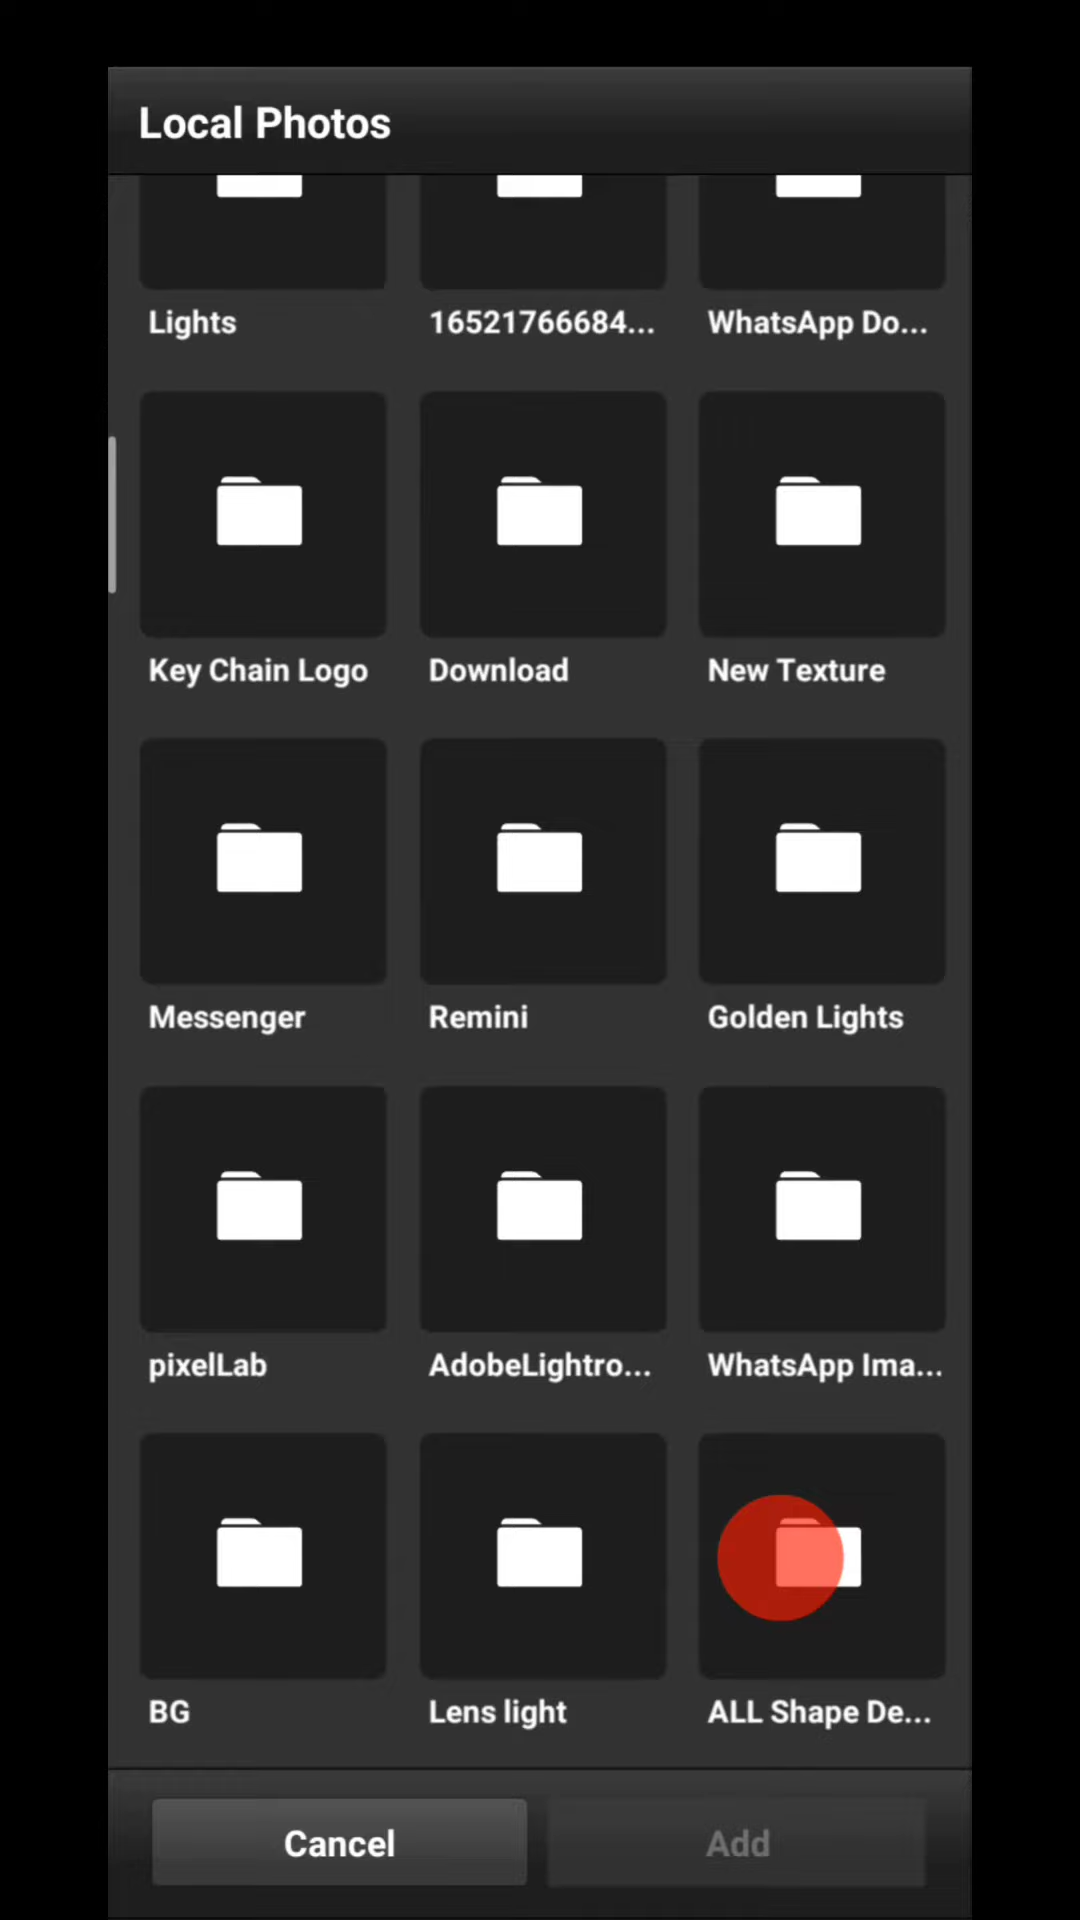 Local Photos
Lights
16521766684...
WhatsApp Do...
Key Chain Logo
Download
New Texture
Messenger
Remini
Golden Lights
pixelLab
AdobeLightro...
WhatsApp Ima...
BG
Lens light
ALL Shape De...
Cancel
Add